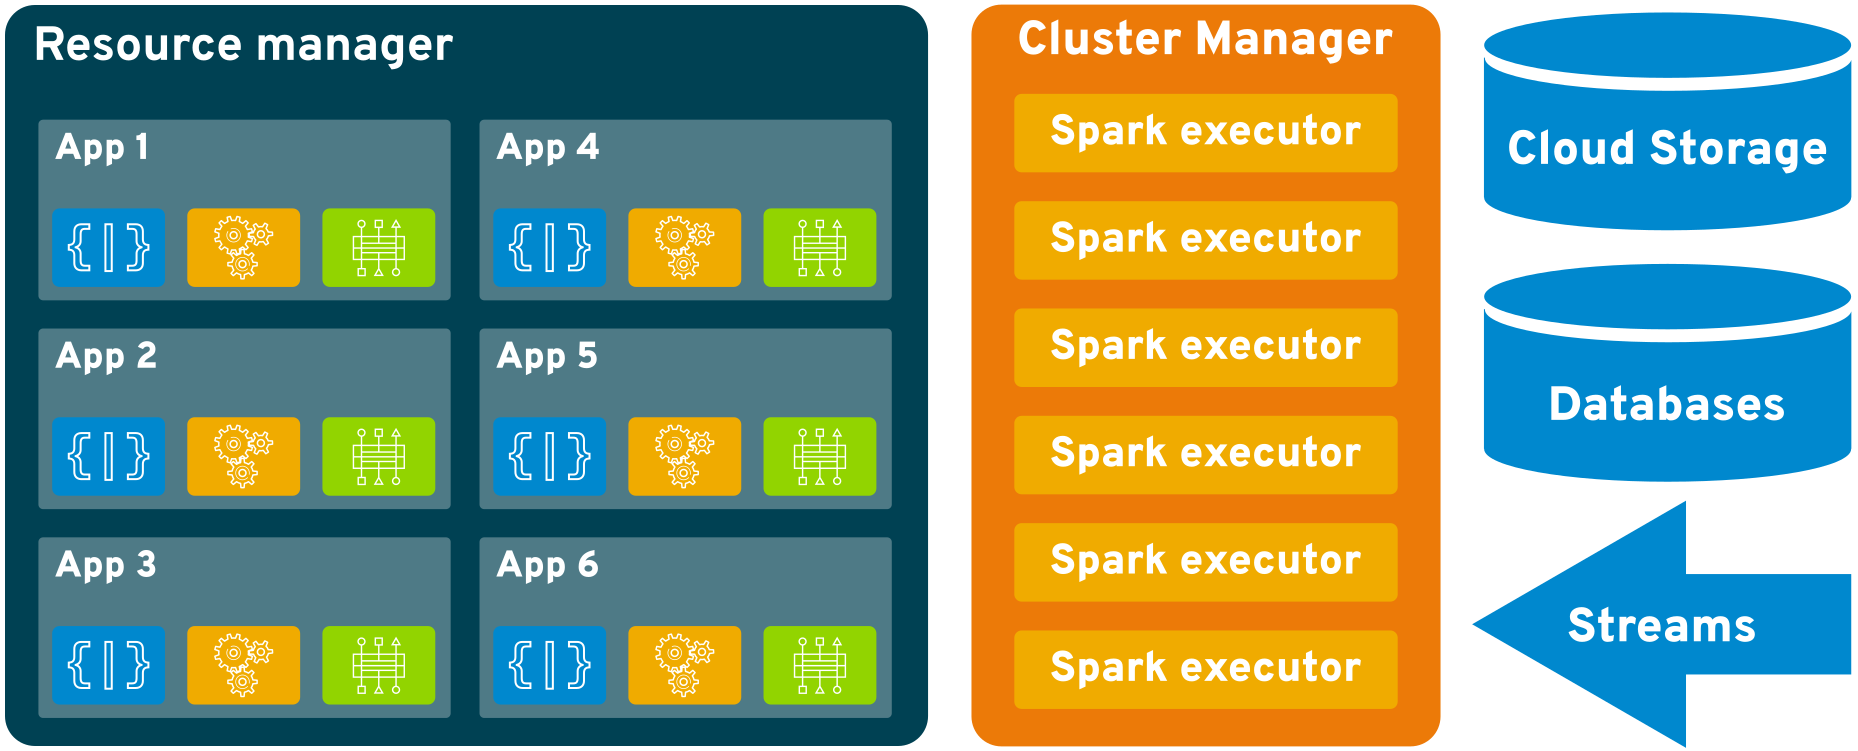 Resource manager
App 1
App 4
App 2
App 5
App 3
App 6
Cluster Manager
Spark executor
Spark executor
Spark executor
Spark executor
Spark executor
Spark executor
Cloud Storage
Databases
Streams